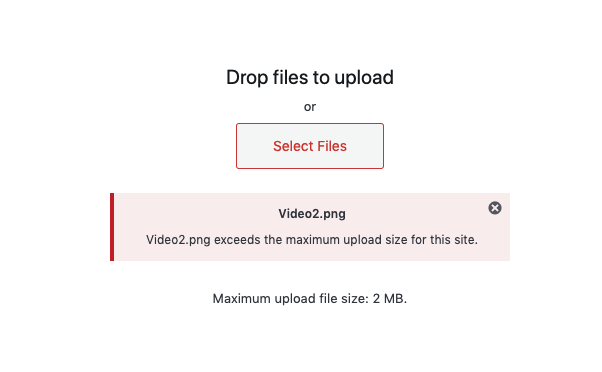 Drop files to upload
or
Select Files
Video2.png
Video2.png exceeds the maximum upload size for this site.
Maximum upload file size: 2 MB.